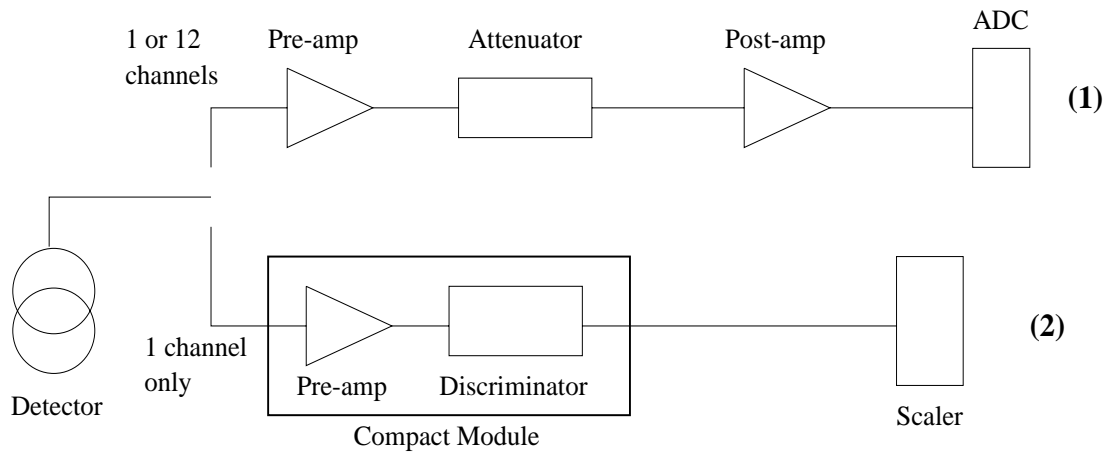 1 or 12
channels
Pre-amp
Attenuator
Post-amp
ADC
(1)
1 channel
only
Pre-amp
Discriminator
(2)
Detector
Compact Module
Scaler